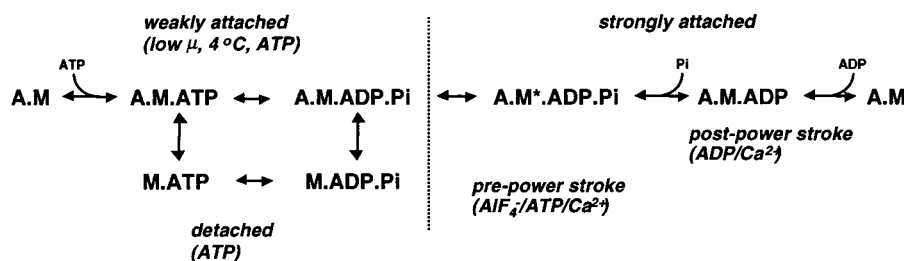 weakly attached
(low μ, 4 °C, ATP)
strongly attached
ATP
Pi
ADP
A.M
A.M.ATP
A.M.ADP.Pi
A.M*.ADP.Pi
A.M.ADP
A.M
post-power stroke
(ADP/Ca2+)
M.ATP
M.ADP.Pi
pre-power stroke
(AlF4-/ATP/Ca2+)
detached
(ATP)